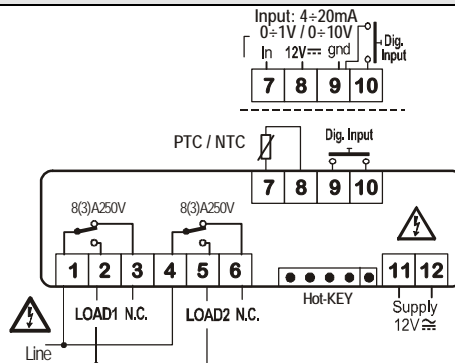 Input: 4÷20mA
0÷1V / 0÷10V
In 12V⎓ gnd
Dig.
Input
7 8 9 10
PTC / NTC
Dig. Input
7 8 9 10
8(3)A250V 8(3)A250V
1 2 3 4 5 6
11 12
Hot-KEY
LOAD1 N.C. LOAD2 N.C.
Supply
12V≂
Line